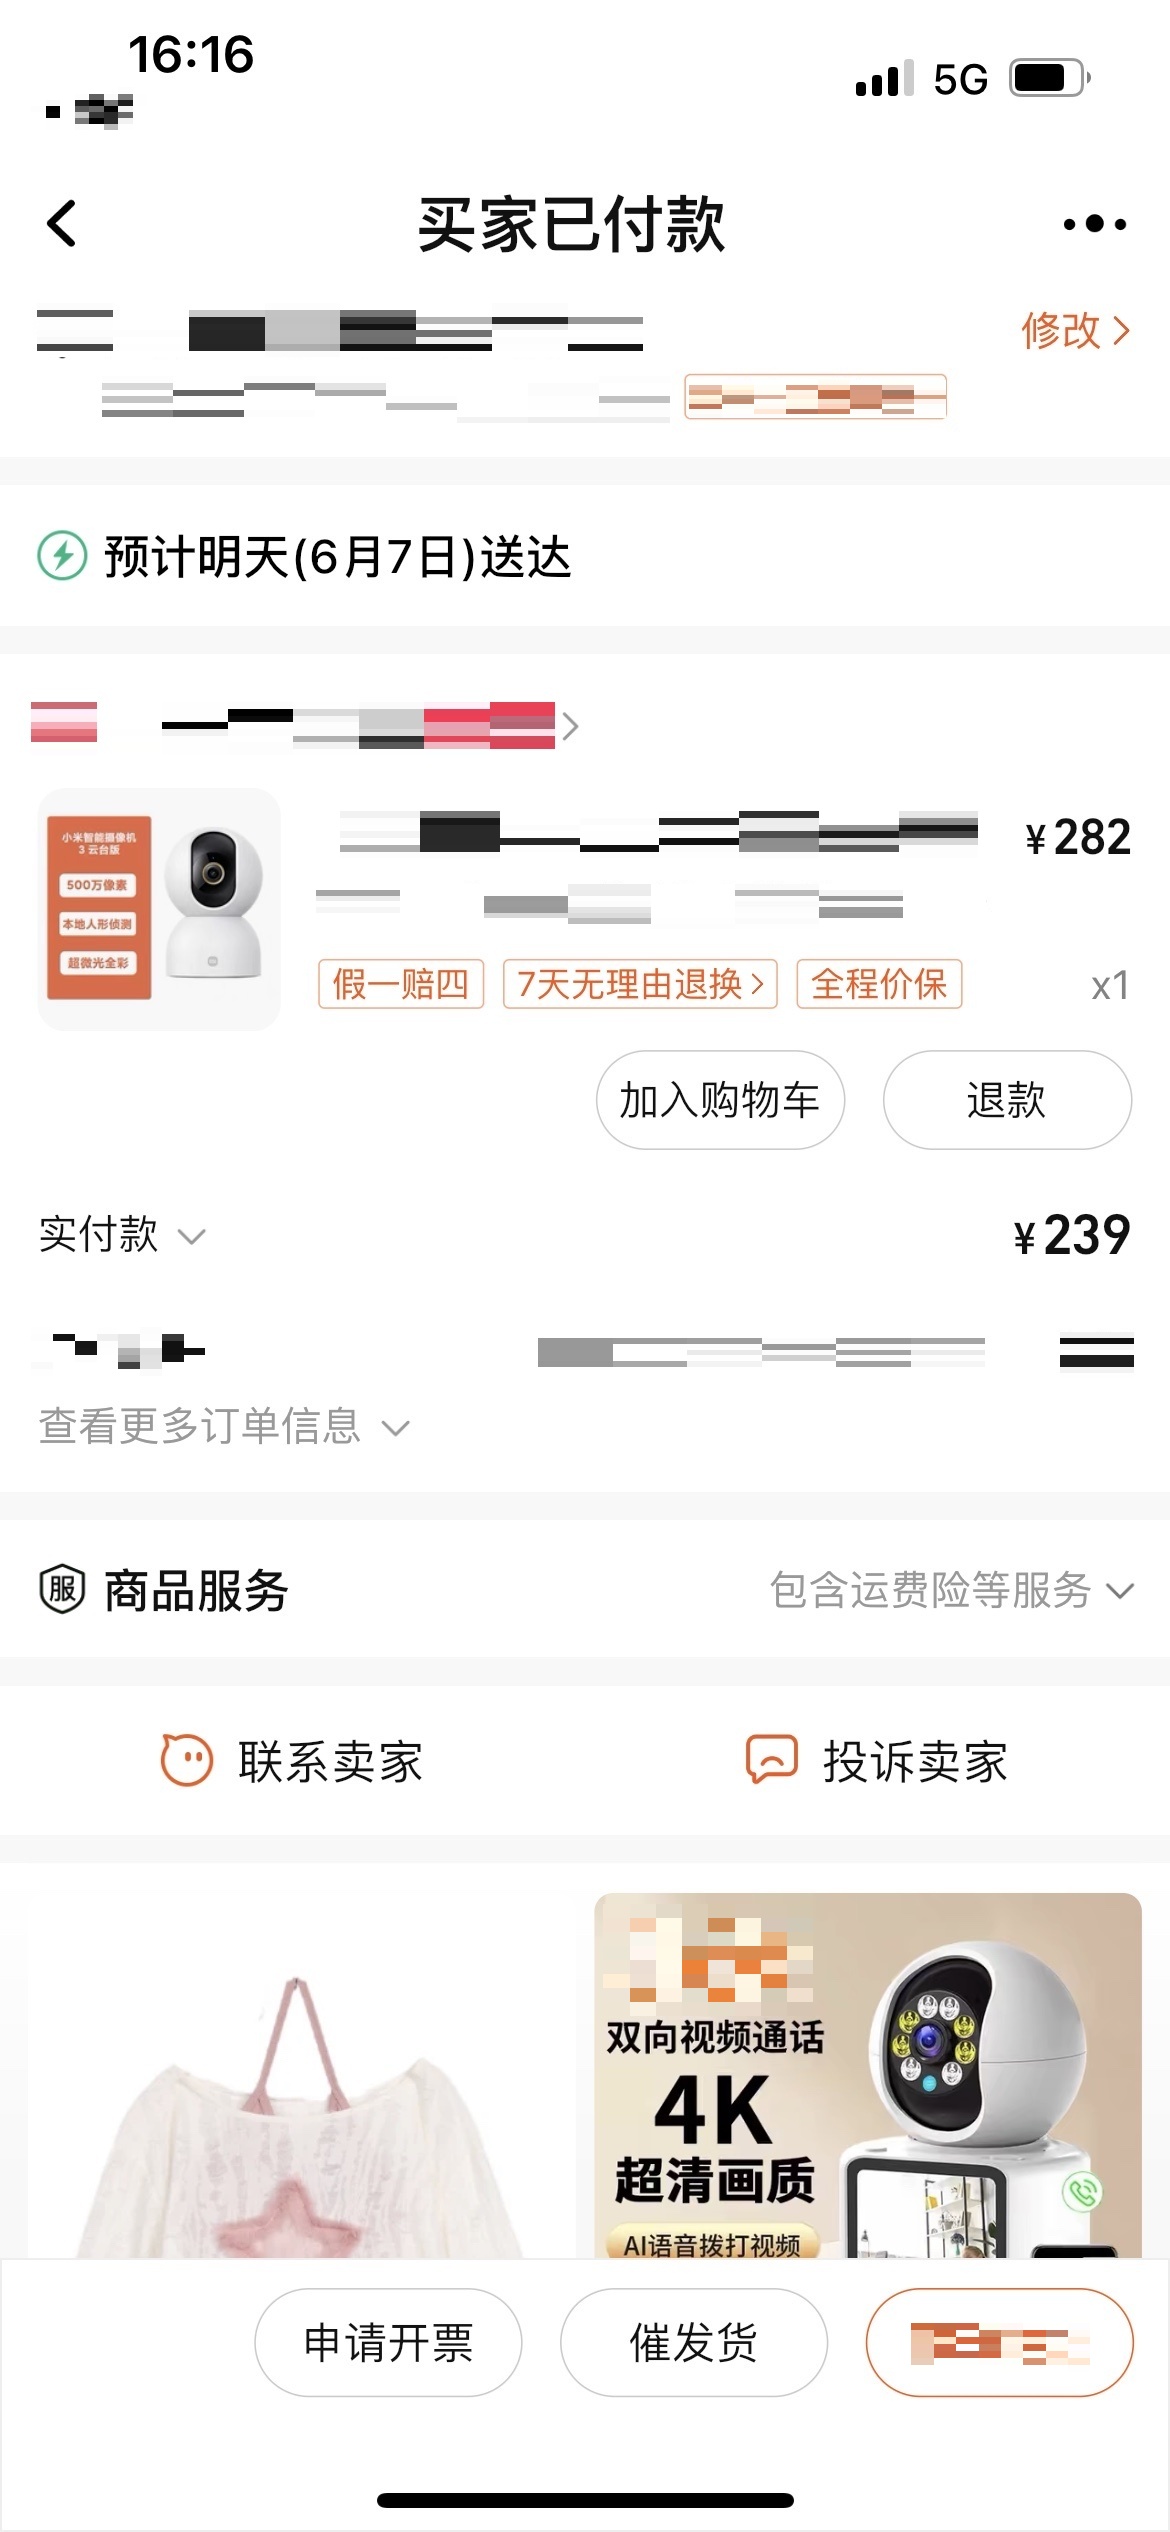 16:16
5G
买家已付款
修改
预计明天(6月7日)送达
小米智能摄像机
3 云台版
500万像素
本地人形侦测
超微光全彩
¥282
假一赔四
7天无理由退换
全程价保
x1
加入购物车
退款
实付款
¥239
查看更多订单信息
服
商品服务
包含运费险等服务
联系卖家
投诉卖家
双向视频通话
4K
超清画质
AI语音拨打视频
申请开票
催发货